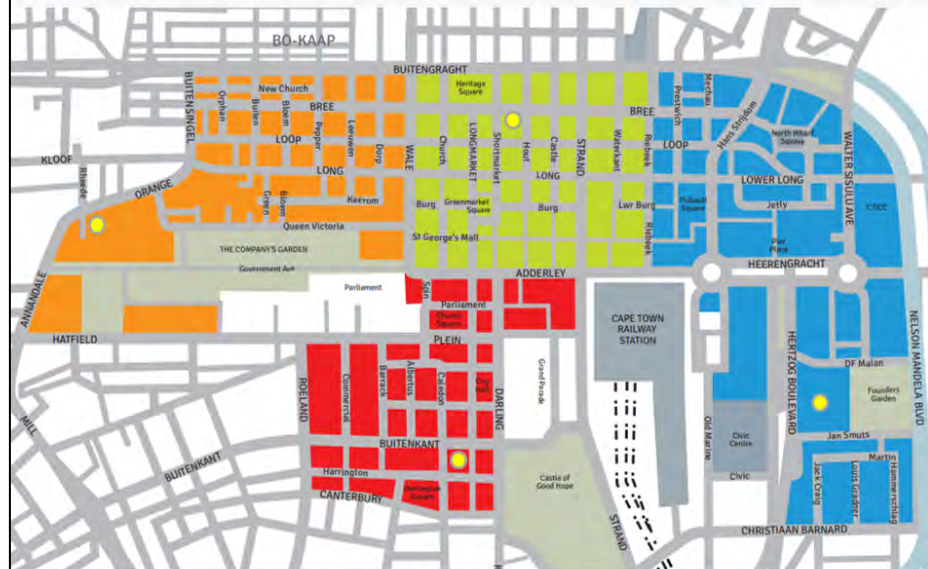 BO-KAAP
BUITENGRAGHT
BUITENSINGEL
New Church
Heritage
Square
Orphan
Buiten
Bloem
BREE
BREE
Pepper
Leeuwen
Dorp
LOOP
LOOP
LONG
LONG
WALE
Church
LONGMARKET
Shortmarket
Hout
Castle
STRAND
Waterkant
Riebeek
Prestwich
Mechau
Hans Strijdom
North Wharf
Square
WALTER SISULU AVE
KLOOF
Rheede
ORANGE
Green
Bloem
Keerom
Queen Victoria
Burg
Greenmarket
Square
Burg
Lwr Burg
Thibault
Square
LOWER LONG
Jetly
CTICC
St George's Mall
Riebeek
Pier
Place
THE COMPANY'S GARDEN
Government Ave
ADDERLEY
HEERENGRACHT
ANNANDALE
Parliament
Spin
Parliament
Church
Square
CAPE TOWN
RAILWAY
STATION
HATFIELD
PLEIN
Grand Parade
HERTZOG BOULEVARD
NELSON MANDELA BLVD
DF Malan
Founders
Garden
ROELAND
Commercial
Barrack
Albertus
Caledon
City
Hall
DARLING
Old Marine
Civic
Centre
Jan Smuts
MILL
BUITENKANT
BUITENKANT
Harrington
CANTERBURY
Harrington
Square
Castle of
Good Hope
STRAND
Civic
Martin
Hammerschlag
Jack Craig
Louis Gradner
CHRISTIAAN BARNARD